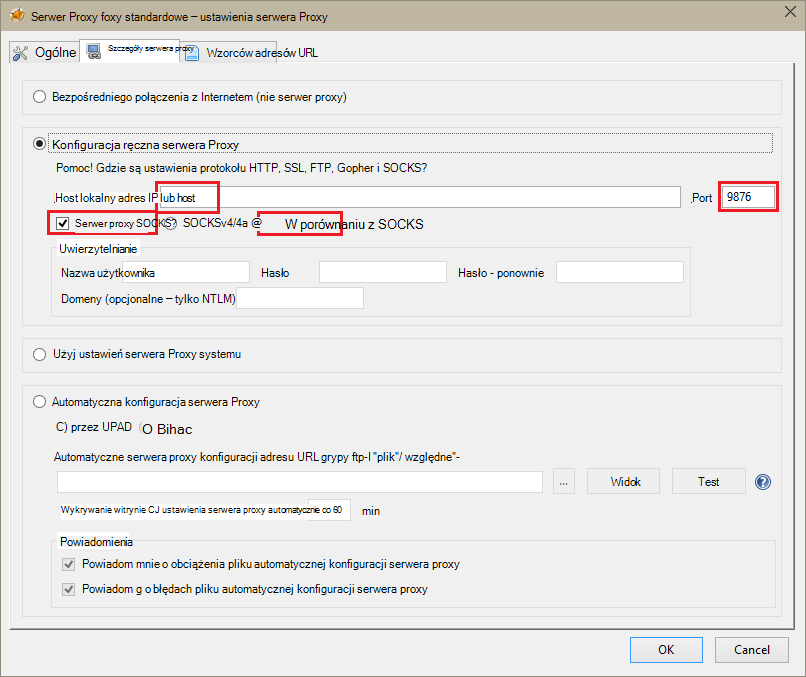 Serwer Proxy foxy standardowe – ustawienia serwera Proxy
Ogólne Szczegóły serwera proxy Wzorców adresów URL
Bezpośredniego połączenia z Internetem (nie serwer proxy)
Konfiguracja ręczna serwera Proxy
Pomoc! Gdzie są ustawienia protokołu HTTP, SSL, FTP, Gopher i SOCKS?
Host lokalny adres IP lub host Port 9876
Serwer proxy SOCKS? SOCKSv4/4a @ W porównaniu z SOCKS
Uwierzytelnianie
Nazwa użytkownika Hasło Hasło - ponownie
Domeny (opcjonalne – tylko NTLM)
Użyj ustawień serwera Proxy systemu
Automatyczna konfiguracja serwera Proxy
C) przez UPAD O Bihac
Automatyczne serwera proxy konfiguracji adresu URL grypy ftp-l "plik"/ względne"-
... Widok Test ?
Wykrywanie witrynie CJ ustawienia serwera proxy automatycznie co 60 min
Powiadomienia
Powiadom mnie o obciążenia pliku automatycznej konfiguracji serwera proxy
Powiadom g o błędach pliku automatycznej konfiguracji serwera proxy
OK Cancel